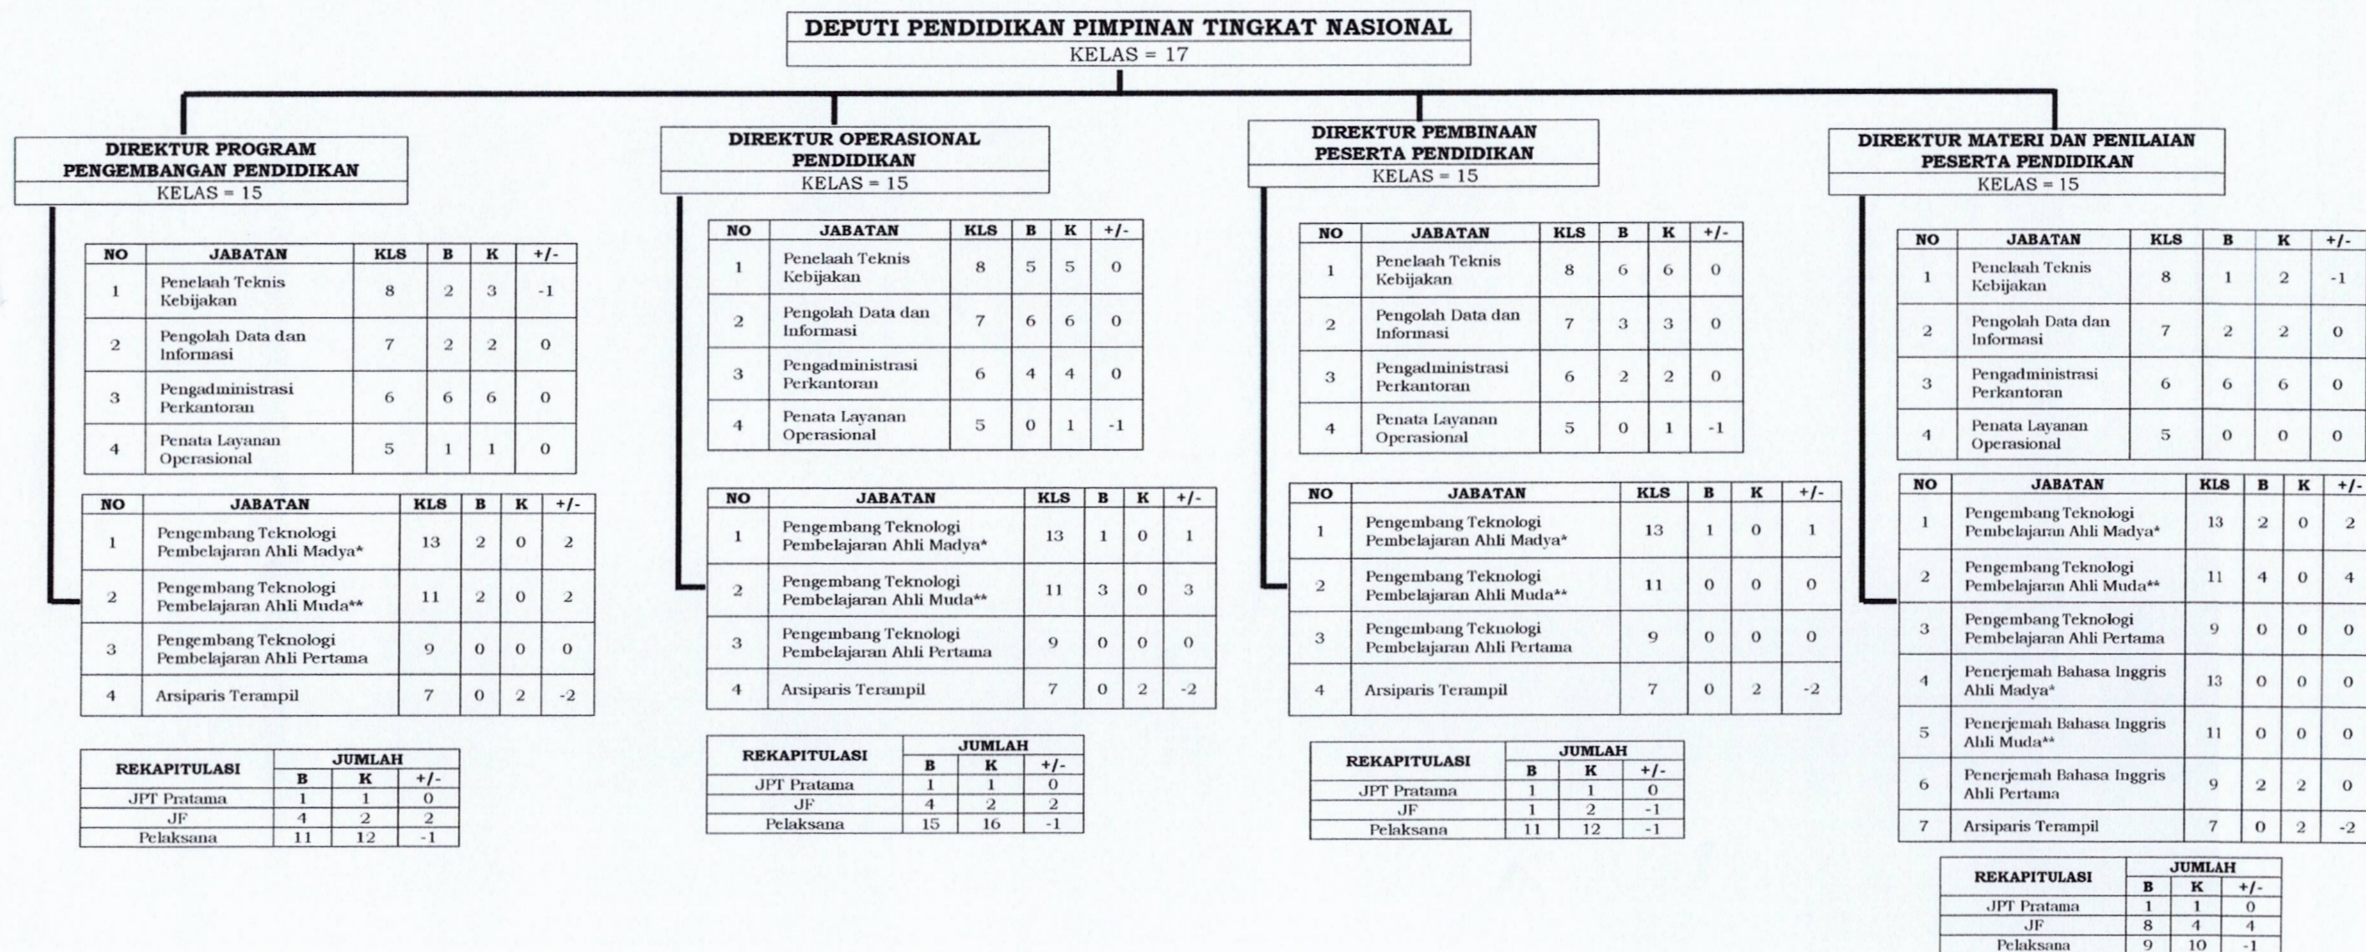 DEPUTI PENDIDIKAN PIMPINAN TINGKAT NASIONAL
KELAS = 17
DIREKTUR PROGRAM
PENGEMBANGAN PENDIDIKAN
KELAS = 15
NO JABATAN KLS B K +/-
1 Penelaah Teknis
Kebijakan 8 2 3 -1
2 Pengolah Data dan
Informasi 7 2 2 0
3 Pengadministrasi
Perkantoran 6 6 6 0
4 Penata Layanan
Operasional 5 1 1 0
NO JABATAN KLS B K +/-
1 Pengembang Teknologi
Pembelajaran Ahli Madya* 13 2 0 2
2 Pengembang Teknologi
Pembelajaran Ahli Muda** 11 2 0 2
3 Pengembang Teknologi
Pembelajaran Ahli Pertama 9 0 0 0
4 Arsiparis Terampil 7 0 2 -2
REKAPITULASI JUMLAH
B K +/-
JPT Pratama 1 1 0
JF 4 2 2
Pelaksana 11 12 -1
DIREKTUR OPERASIONAL
PENDIDIKAN
KELAS = 15
NO JABATAN KLS B K +/-
1 Penelaah Teknis
Kebijakan 8 5 5 0
2 Pengolah Data dan
Informasi 7 6 6 0
3 Pengadministrasi
Perkantoran 6 4 4 0
4 Penata Layanan
Operasional 5 0 1 -1
NO JABATAN KLS B K +/-
1 Pengembang Teknologi
Pembelajaran Ahli Madya* 13 1 0 1
2 Pengembang Teknologi
Pembelajaran Ahli Muda** 11 3 0 3
3 Pengembang Teknologi
Pembelajaran Ahli Pertama 9 0 0 0
4 Arsiparis Terampil 7 0 2 -2
REKAPITULASI JUMLAH
B K +/-
JPT Pratama 1 1 0
JF 4 2 2
Pelaksana 15 16 -1
DIREKTUR PEMBINAAN
PESERTA PENDIDIKAN
KELAS = 15
NO JABATAN KLS B K +/-
1 Penelaah Teknis
Kebijakan 8 6 6 0
2 Pengolah Data dan
Informasi 7 3 3 0
3 Pengadministrasi
Perkantoran 6 2 2 0
4 Penata Layanan
Operasional 5 0 1 -1
NO JABATAN KLS B K +/-
1 Pengembang Teknologi
Pembelajaran Ahli Madya* 13 1 0 1
2 Pengembang Teknologi
Pembelajaran Ahli Muda** 11 0 0 0
3 Pengembang Teknologi
Pembelajaran Ahli Pertama 9 0 0 0
4 Arsiparis Terampil 7 0 2 -2
REKAPITULASI JUMLAH
B K +/-
JPT Pratama 1 1 0
JF 1 2 -1
Pelaksana 11 12 -1
DIREKTUR MATERI DAN PENILAIAN
PESERTA PENDIDIKAN
KELAS = 15
NO JABATAN KLS B K +/-
1 Penelaah Teknis
Kebijakan 8 1 2 -1
2 Pengolah Data dan
Informasi 7 2 2 0
3 Pengadministrasi
Perkantoran 6 6 6 0
4 Penata Layanan
Operasional 5 0 0 0
NO JABATAN KLS B K +/-
1 Pengembang Teknologi
Pembelajaran Ahli Madya* 13 2 0 2
2 Pengembang Teknologi
Pembelajaran Ahli Muda** 11 4 0 4
3 Pengembang Teknologi
Pembelajaran Ahli Pertama 9 0 0 0
4 Penerjemah Bahasa Inggris
Ahli Madya* 13 0 0 0
5 Penerjemah Bahasa Inggris
Ahli Muda** 11 0 0 0
6 Penerjemah Bahasa Inggris
Ahli Pertama 9 2 2 0
7 Arsiparis Terampil 7 0 2 -2
REKAPITULASI JUMLAH
B K +/-
JPT Pratama 1 1 0
JF 8 4 4
Pelaksana 9 10 -1